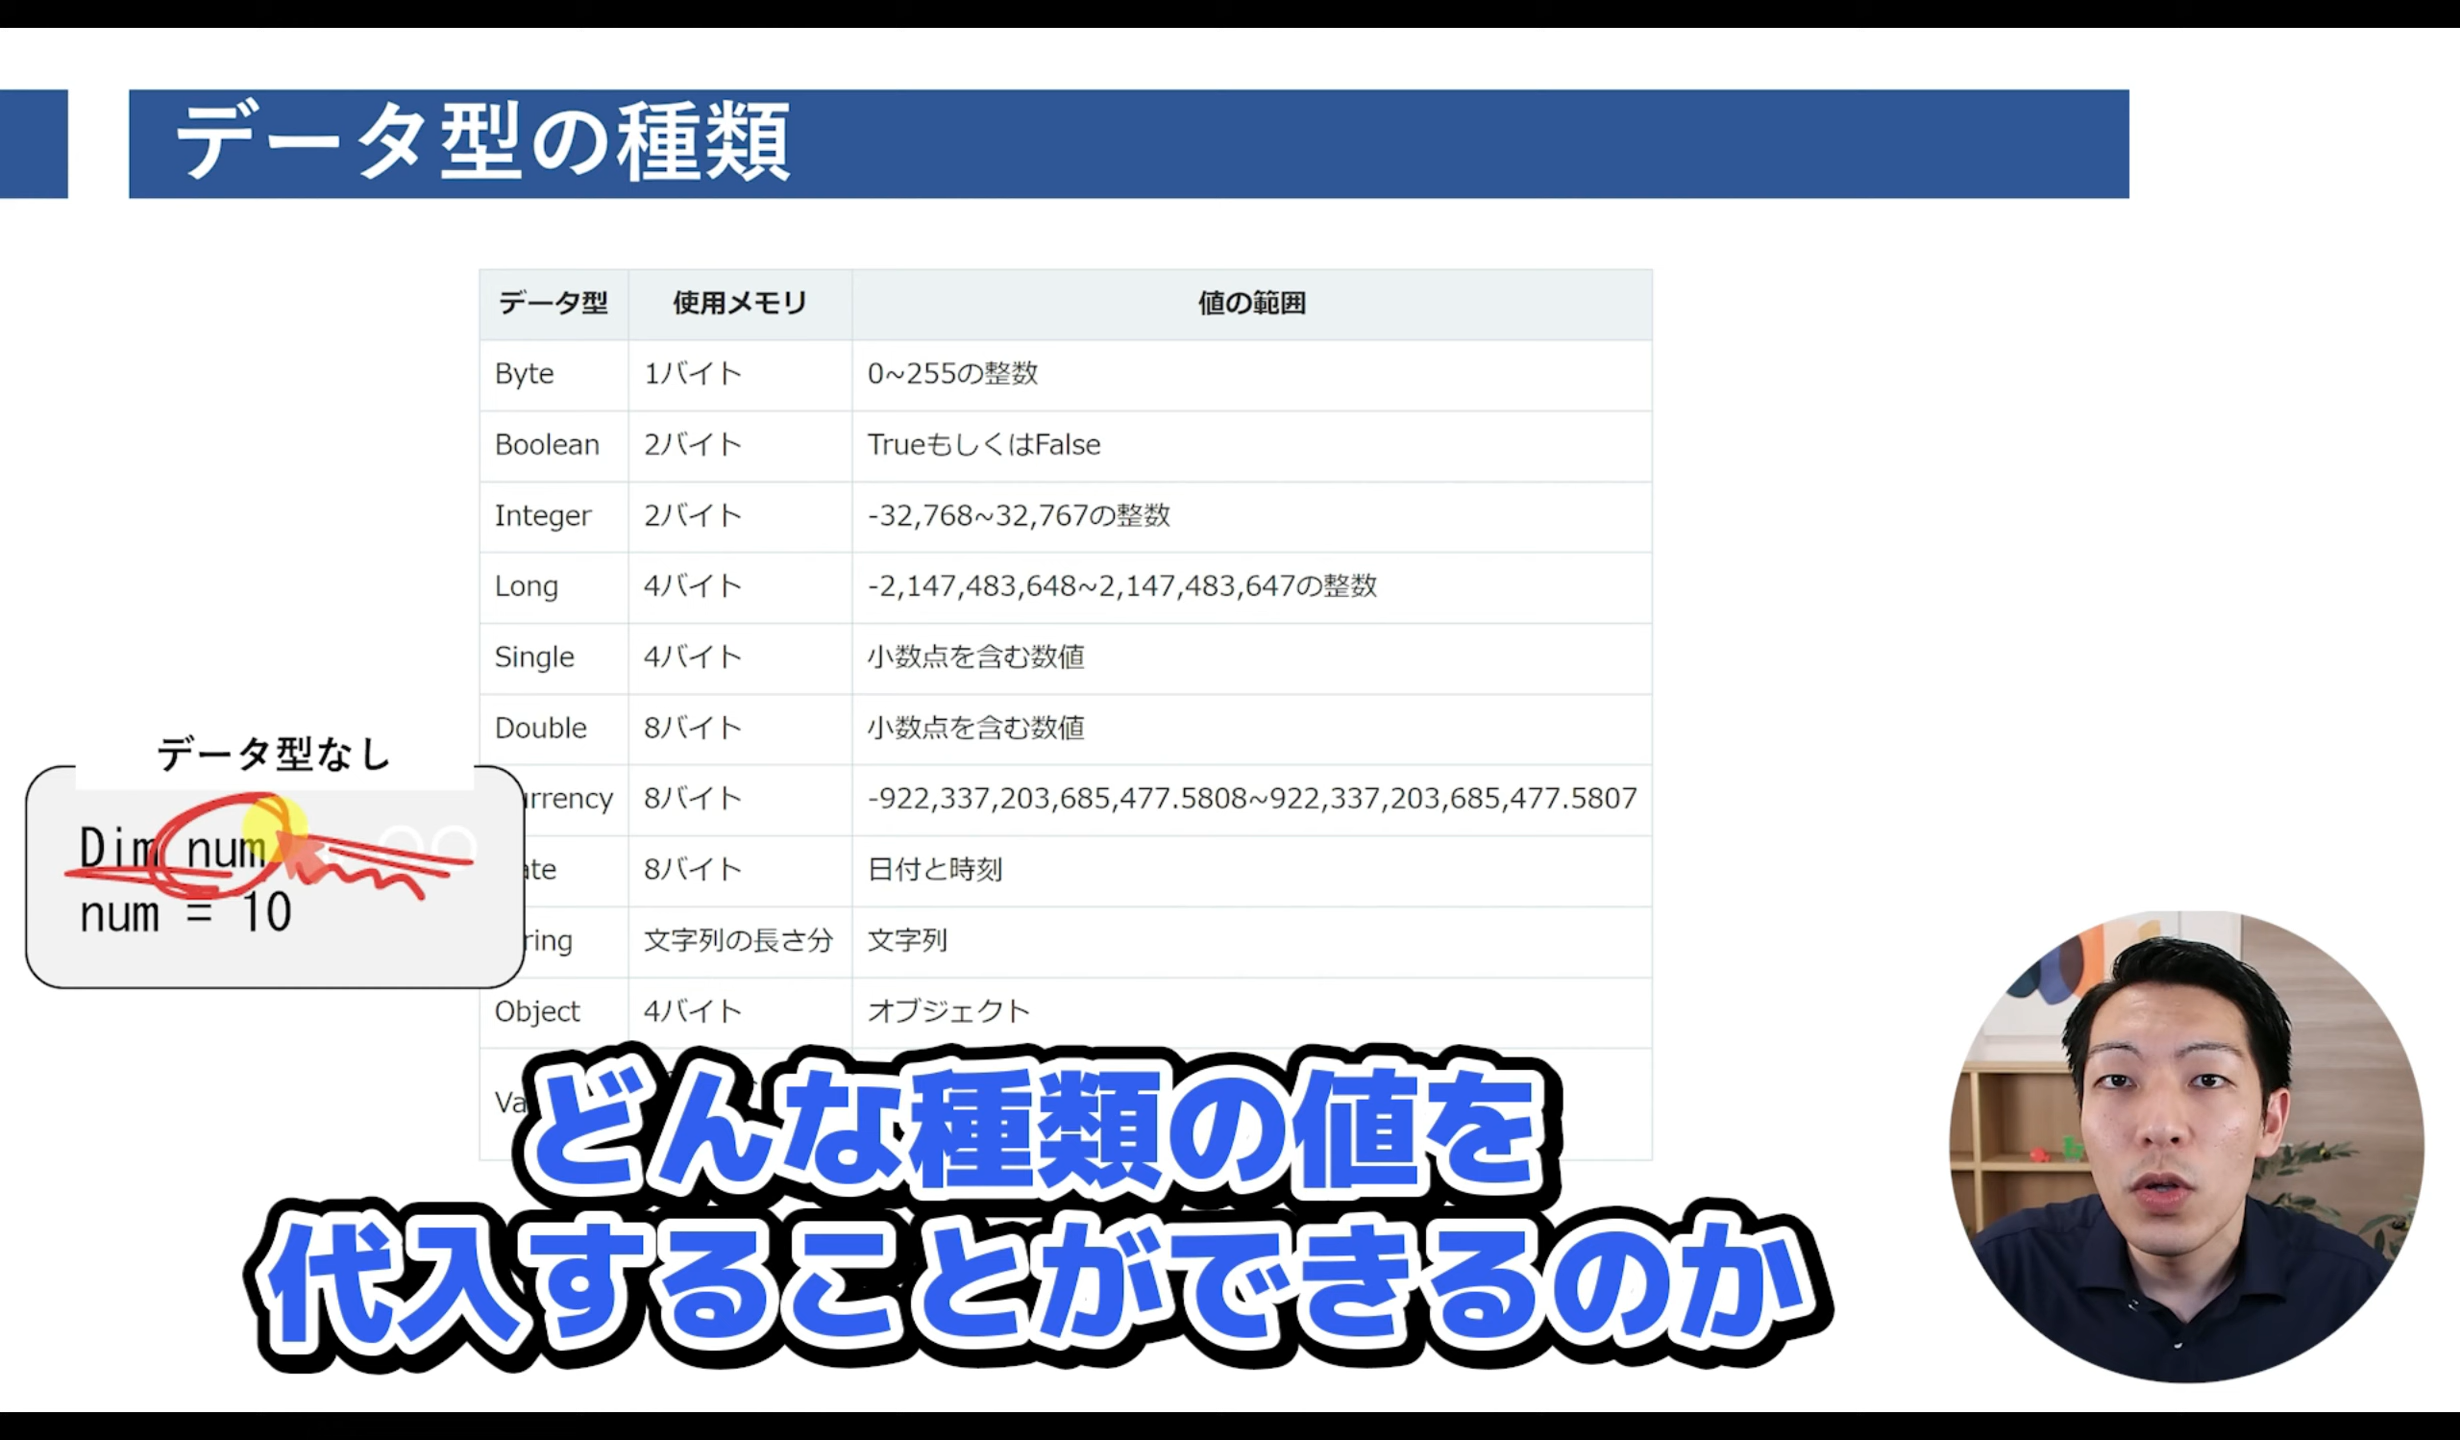 データ型の種類
データ型 使用メモリ 値の範囲
Byte 1バイト 0~255の整数
Boolean 2バイト TrueもしくはFalse
Integer 2バイト -32,768~32,767の整数
Long 4バイト -2,147,483,648~2,147,483,647の整数
Single 4バイト 小数点を含む数値
Double 8バイト 小数点を含む数値
urrency 8バイト -922,337,203,685,477.5808~922,337,203,685,477.5807
ate 8バイト 日付と時刻
ring 文字列の長さ分 文字列
Object 4バイト オブジェクト
Va
データ型なし
Dim num
num = 10
どんな種類の値を
代入することができるのか